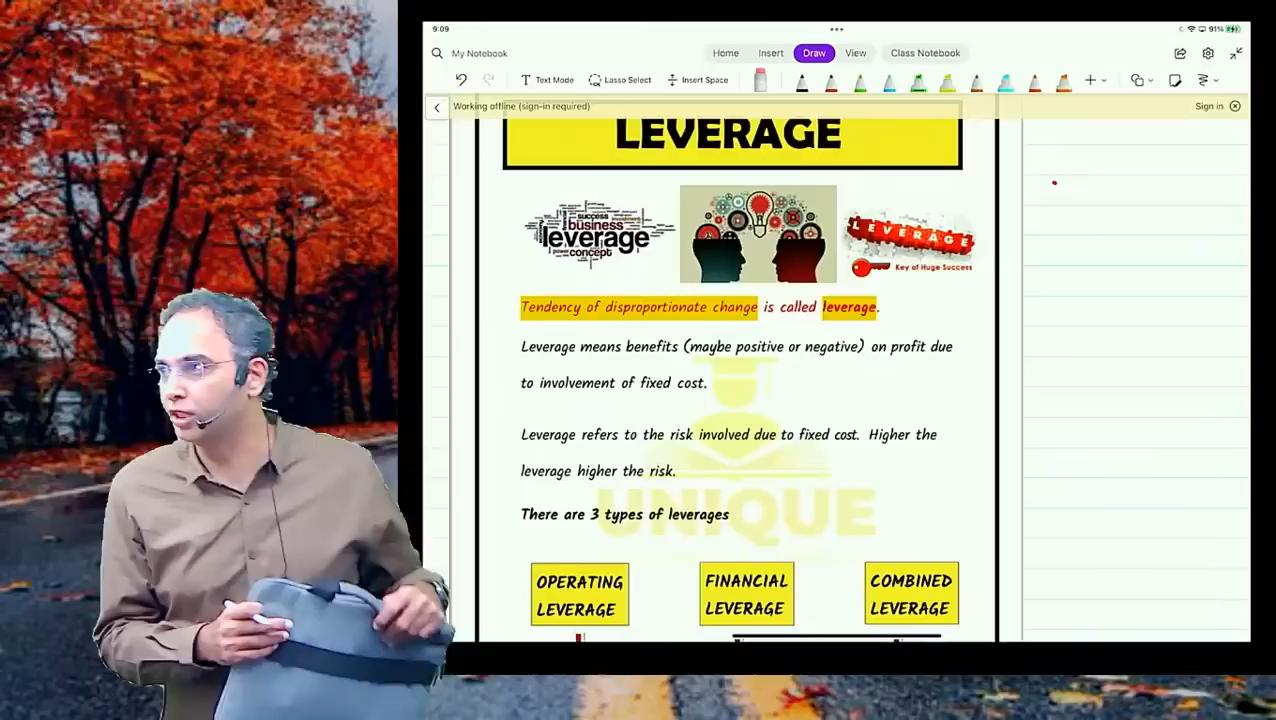 9:09
91%
My Notebook
Home Insert Draw View Class Notebook
Text Mode Lasso Select Insert Space
Working offline (sign-in required)
Sign in
LEVERAGE
success
business
leverage
power
concept
LEVERAGE
Key of Huge Success
Tendency of disproportionate change is called leverage.
Leverage means benefits (maybe positive or negative) on profit due
to involvement of fixed cost.
Leverage refers to the risk involved due to fixed cost. Higher the
leverage higher the risk.
UNIQUE
There are 3 types of leverages
OPERATING
LEVERAGE
FINANCIAL
LEVERAGE
COMBINED
LEVERAGE